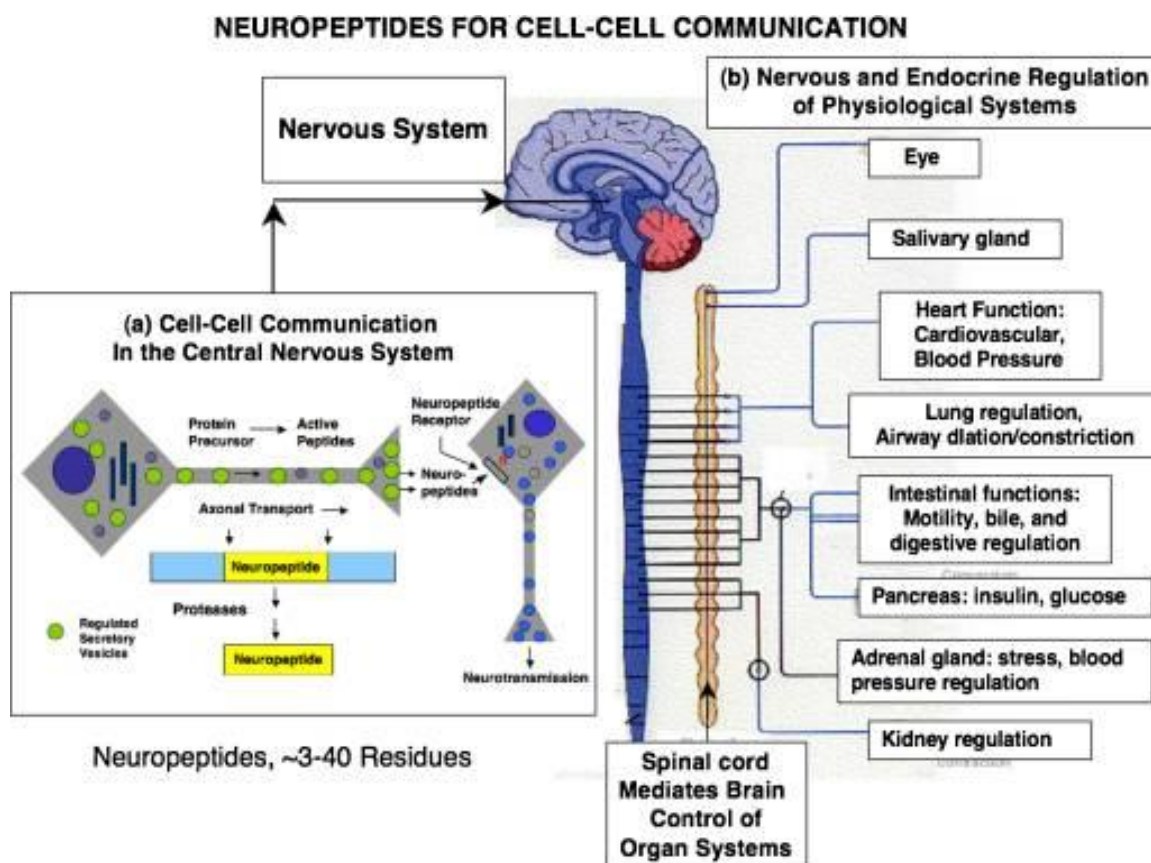 NEUROPEPTIDES FOR CELL-CELL COMMUNICATION
Nervous System
(b) Nervous and Endocrine Regulation
of Physiological Systems
Eye
Salivary gland
Heart Function:
Cardiovascular,
Blood Pressure
Lung regulation,
Airway dlation/constriction
Intestinal functions:
Motility, bile, and
digestive regulation
Pancreas: insulin, glucose
Adrenal gland: stress, blood
pressure regulation
Kidney regulation
(a) Cell-Cell Communication
In the Central Nervous System
Protein
Precursor
Active
Peptides
Neuropeptide
Receptor
Neuro-
peptides
Axonal Transport
Neuropeptide
Proteases
Regulated
Secretory
Vesicles
Neuropeptide
Neurotransmission
Neuropeptides, ~3-40 Residues
Spinal cord
Mediates Brain
Control of
Organ Systems